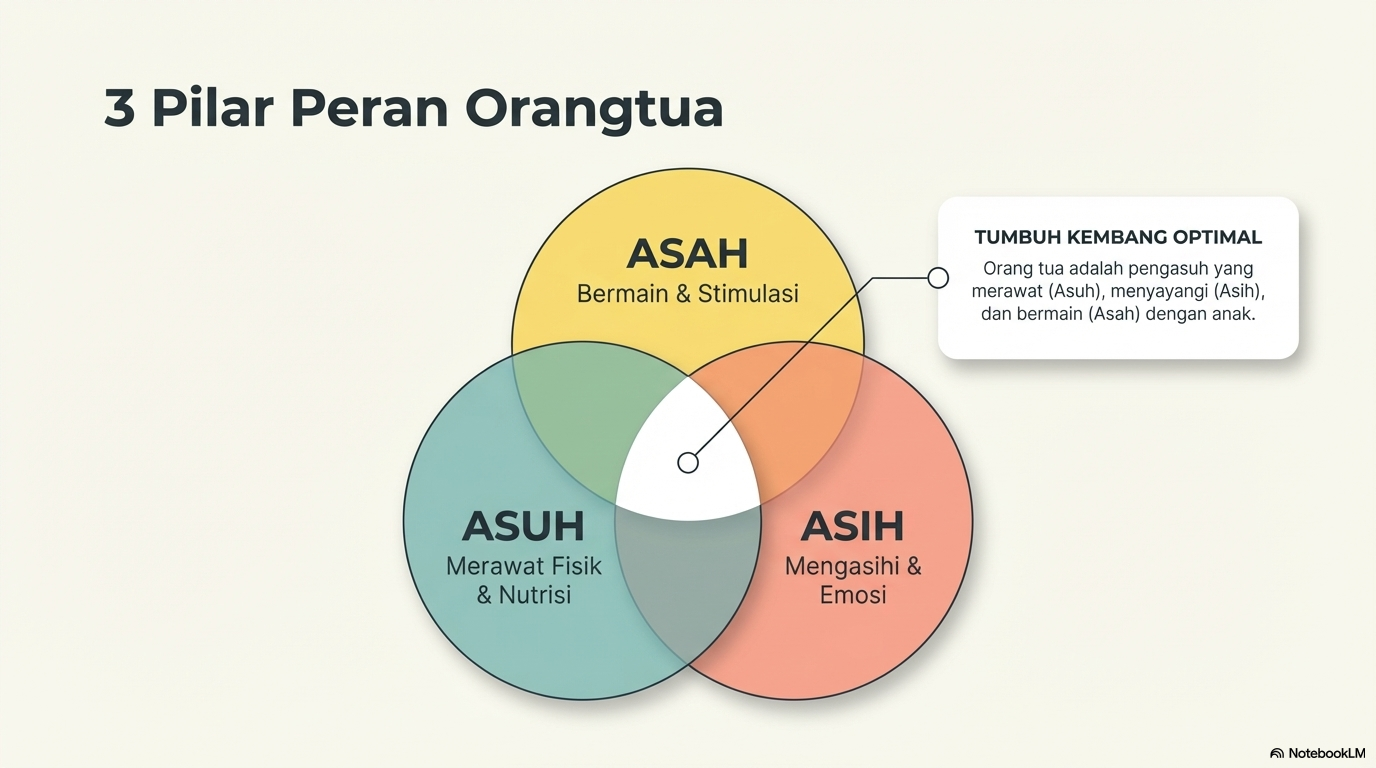 3 Pilar Peran Orangtua
ASAH
Bermain & Stimulasi
TUMBUH KEMBANG OPTIMAL
Orang tua adalah pengasuh yang
merawat (Asuh), menyayangi (Asih),
dan bermain (Asah) dengan anak.
ASUH
Merawat Fisik
& Nutrisi
ASIH
Mengasihi &
Emosi
NotebookLM